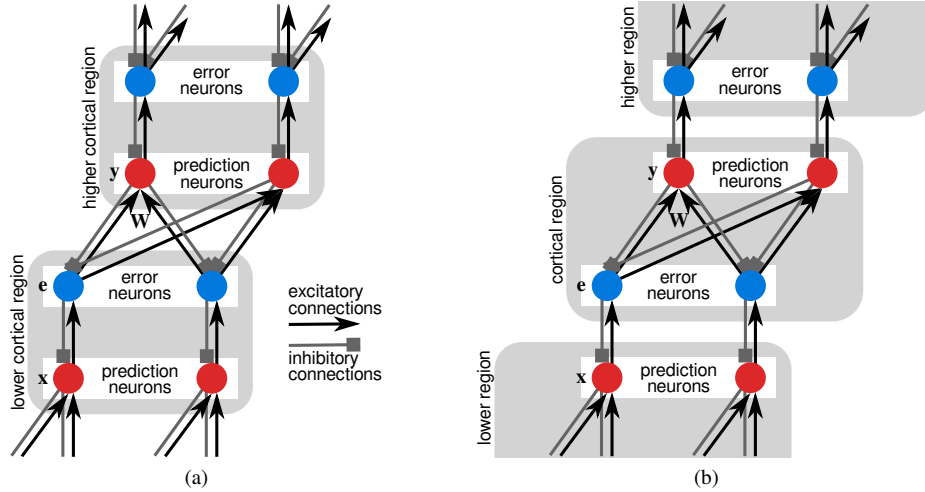 higher cortical region
error
neurons
y
prediction
neurons
W
lower cortical region
e
error
neurons
x
prediction
neurons
excitatory
connections
inhibitory
connections
(a)
higher region
error
neurons
cortical region
y
prediction
neurons
W
e
error
neurons
lower region
x
prediction
neurons
(b)